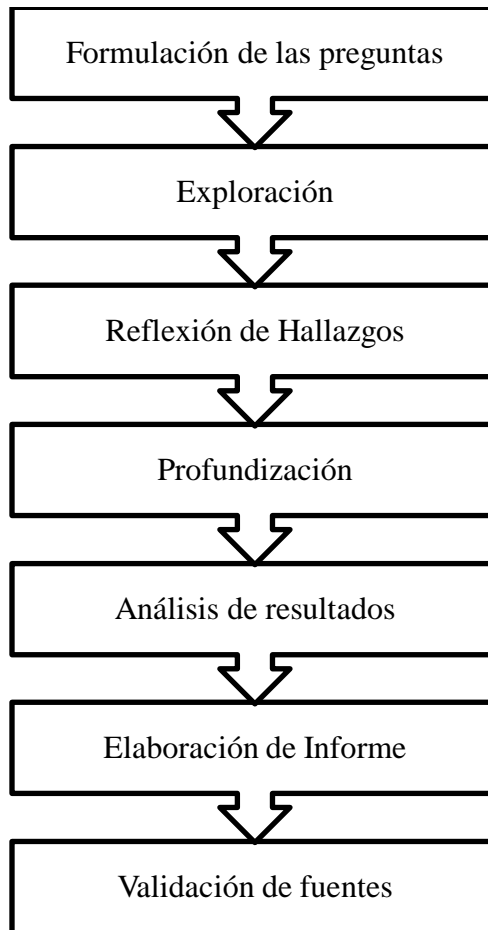 Formulación de las preguntas
Exploración
Reflexión de Hallazgos
Profundización
Análisis de resultados
Elaboración de Informe
Validación de fuentes